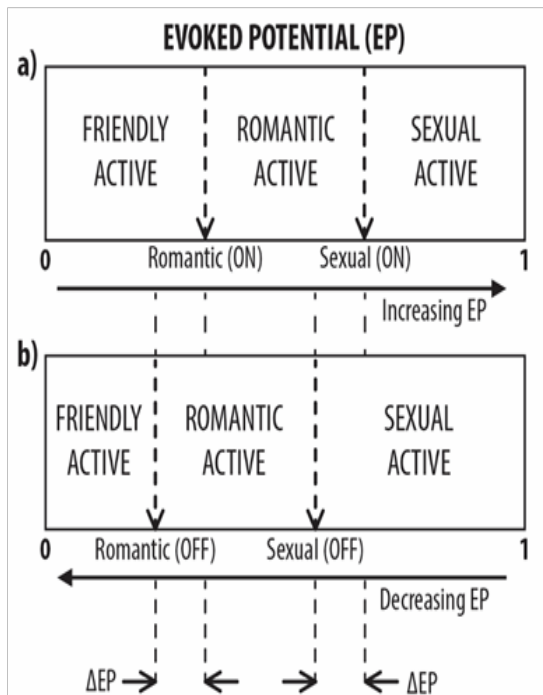 EVOKED POTENTIAL (EP)
a)
FRIENDLY ROMANTIC SEXUAL
ACTIVE ACTIVE ACTIVE
0 Romantic (ON) Sexual (ON) 1
Increasing EP
b)
FRIENDLY ROMANTIC SEXUAL
ACTIVE ACTIVE ACTIVE
0 Romantic (OFF) Sexual (OFF) 1
Decreasing EP
ΔEP ΔEP